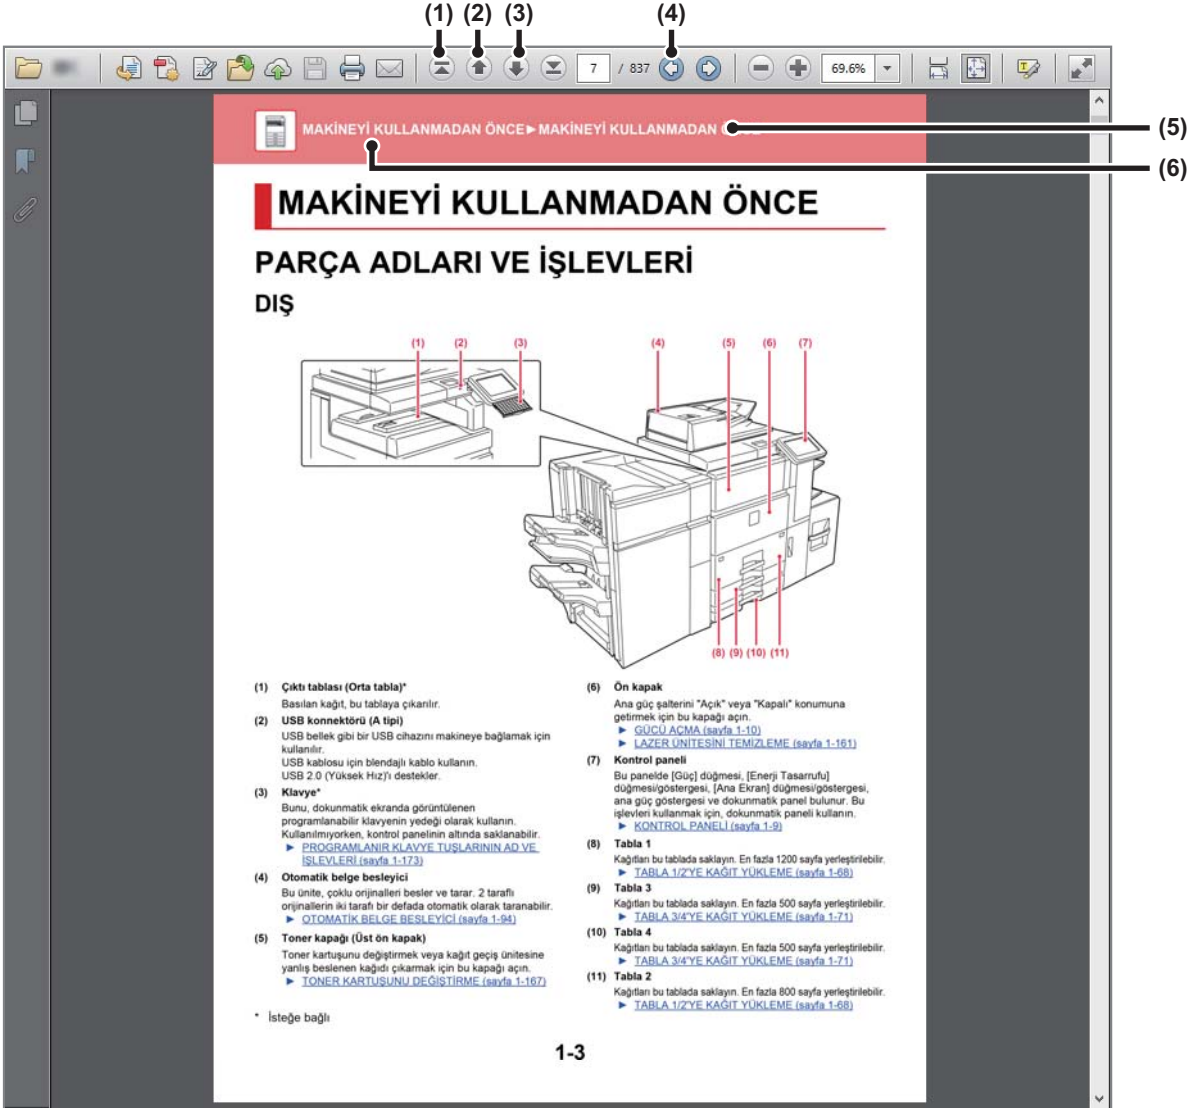 (1) (2) (3) (4)
7 / 837 69.6%
MAKİNEYİ KULLANMADAN ÖNCE►MAKİNEYİ KULLANMADAN
(5)
(6)
MAKİNEYİ KULLANMADAN ÖNCE
PARÇA ADLARI VE İŞLEVLERİ
DIŞ
(1) (2) (3) (4) (5) (6) (7)
(8) (9) (10) (11)
(1) Çıktı tablası (Orta tabla)*
Basılan kağıt, bu tablaya çıkarılır.
(2) USB konnektörü (A tipi)
USB bellek gibi bir USB cihazını makineye bağlamak için
kullanılır.
USB kablosu için blendajlı kablo kullanın.
USB 2.0 (Yüksek Hız)'ı destekler.
(3) Klavye*
Bunu, dokunmatik ekranda görüntülenen
programlanabilir klavyenin yedeği olarak kullanın.
Kullanılmıyorken, kontrol panelinin altında saklanabilir.
► PROGRAMLANIR KLAVYE TUŞLARININ AD VE
İŞLEVLERİ (sayfa 1-173)
(4) Otomatik belge besleyici
Bu ünite, çoklu orijinalleri besler ve tarar. 2 taraflı
orijinallerin iki tarafı bir defada otomatik olarak taranabilir.
► OTOMATİK BELGE BESLEYİCİ (sayfa 1-94)
(5) Toner kapağı (Üst ön kapak)
Toner kartuşunu değiştirmek veya kağıt geçiş ünitesine
yanlış beslenen kağıdı çıkarmak için bu kapağı açın.
► TONER KARTUŞUNU DEĞİŞTİRME (sayfa 1-167)
* İsteğe bağlı
(6) Ön kapak
Ana güç şalterini "Açık" veya "Kapalı" konumuna
getirmek için bu kapağı açın.
► GÜCÜ AÇMA (sayfa 1-10)
► LAZER ÜNİTESİNİ TEMİZLEME (sayfa 1-161)
(7) Kontrol paneli
Bu panelde [Güç] düğmesi, [Enerji Tasarrufu]
düğmesi/göstergesi, [Ana Ekran] düğmesi/göstergesi,
ana güç göstergesi ve dokunmatik panel bulunur. Bu
işlevleri kullanmak için, dokunmatik paneli kullanın.
► KONTROL PANELİ (sayfa 1-9)
(8) Tabla 1
Kağıtları bu tablada saklayın. En fazla 1200 sayfa yerleştirilebilir.
► TABLA 1/2'YE KAĞIT YÜKLEME (sayfa 1-68)
(9) Tabla 3
Kağıtları bu tablada saklayın. En fazla 500 sayfa yerleştirilebilir.
► TABLA 3/4'YE KAĞIT YÜKLEME (sayfa 1-71)
(10) Tabla 4
Kağıtları bu tablada saklayın. En fazla 500 sayfa yerleştirilebilir.
► TABLA 3/4'YE KAĞIT YÜKLEME (sayfa 1-71)
(11) Tabla 2
Kağıtları bu tablada saklayın. En fazla 800 sayfa yerleştirilebilir.
► TABLA 1/2'YE KAĞIT YÜKLEME (sayfa 1-68)
1-3